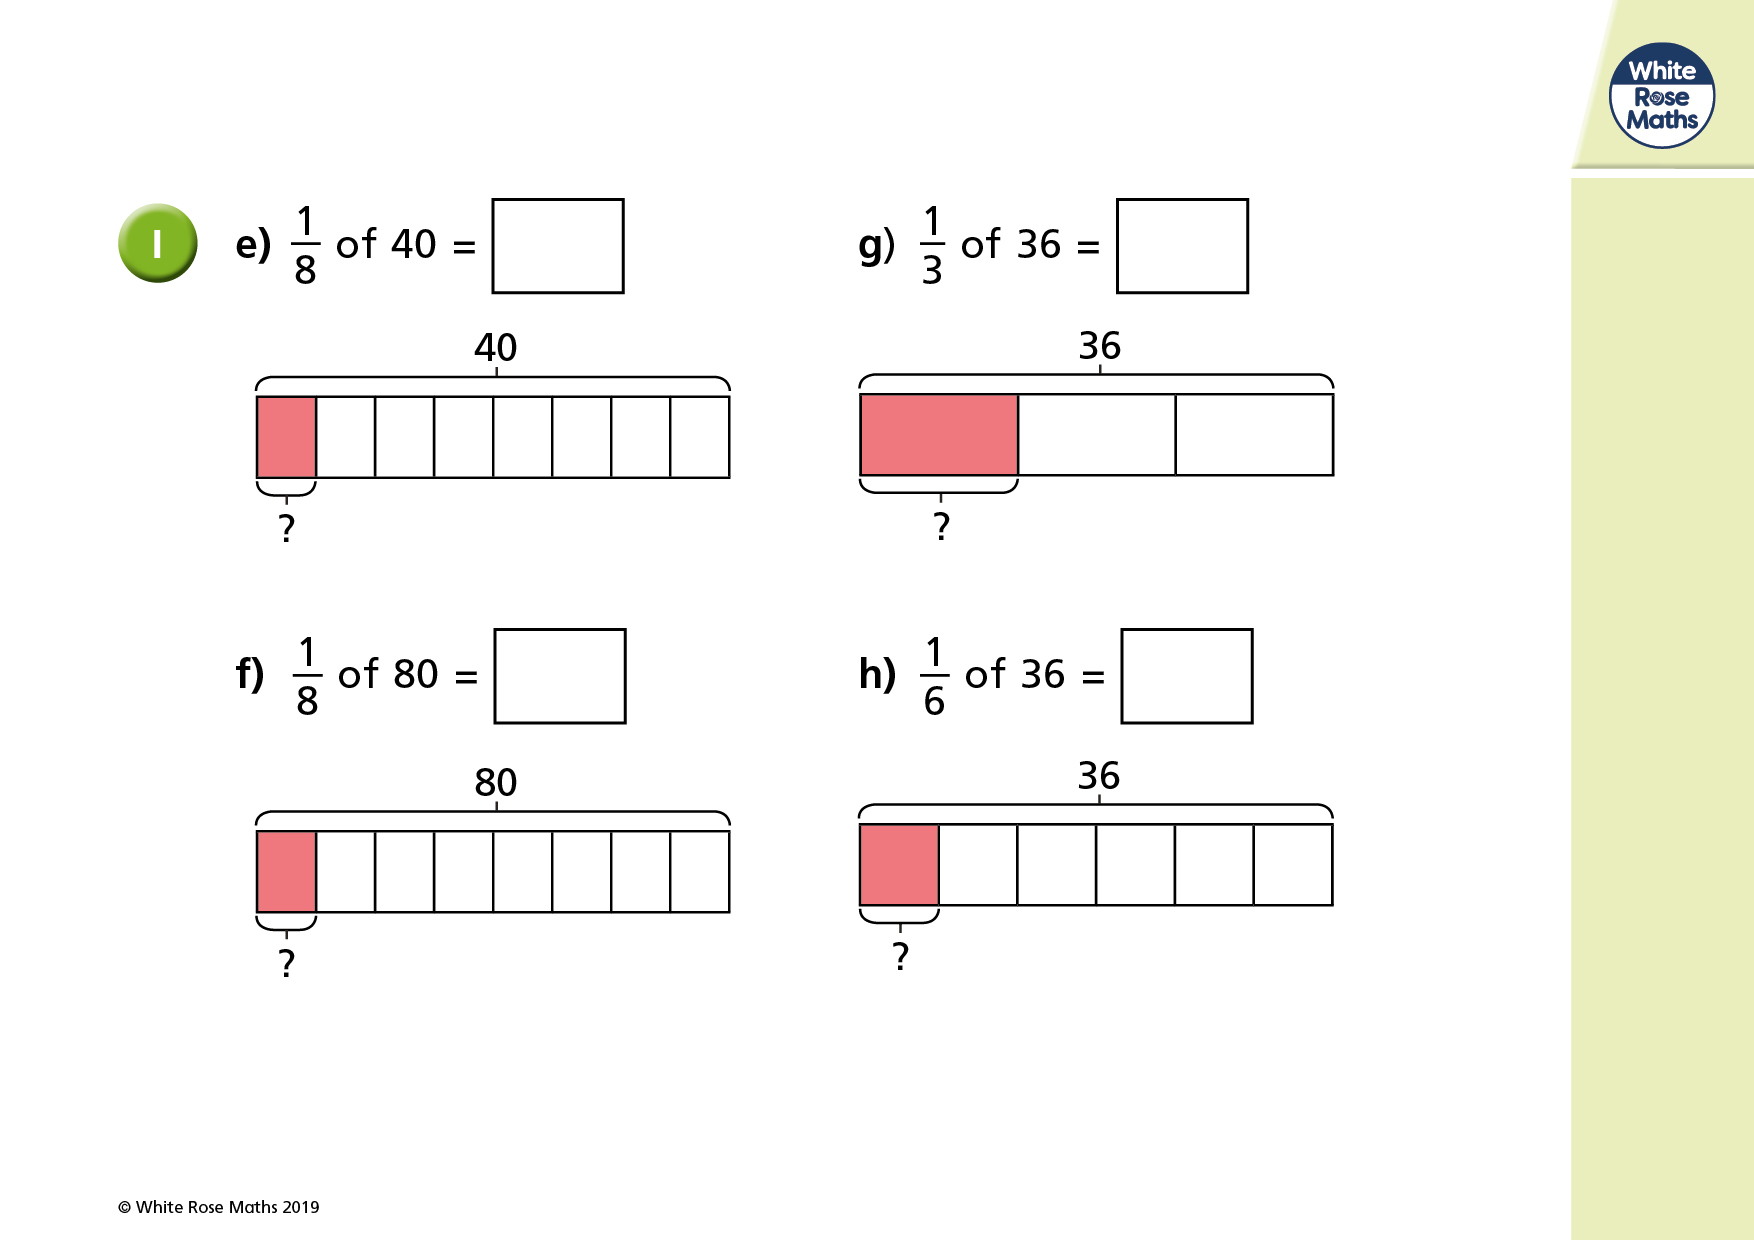 White
Rose
Maths
1
e) 1/8 of 40 =
40
?
f) 1/8 of 80 =
80
?
g) 1/3 of 36 =
36
?
h) 1/6 of 36 =
36
?
© White Rose Maths 2019